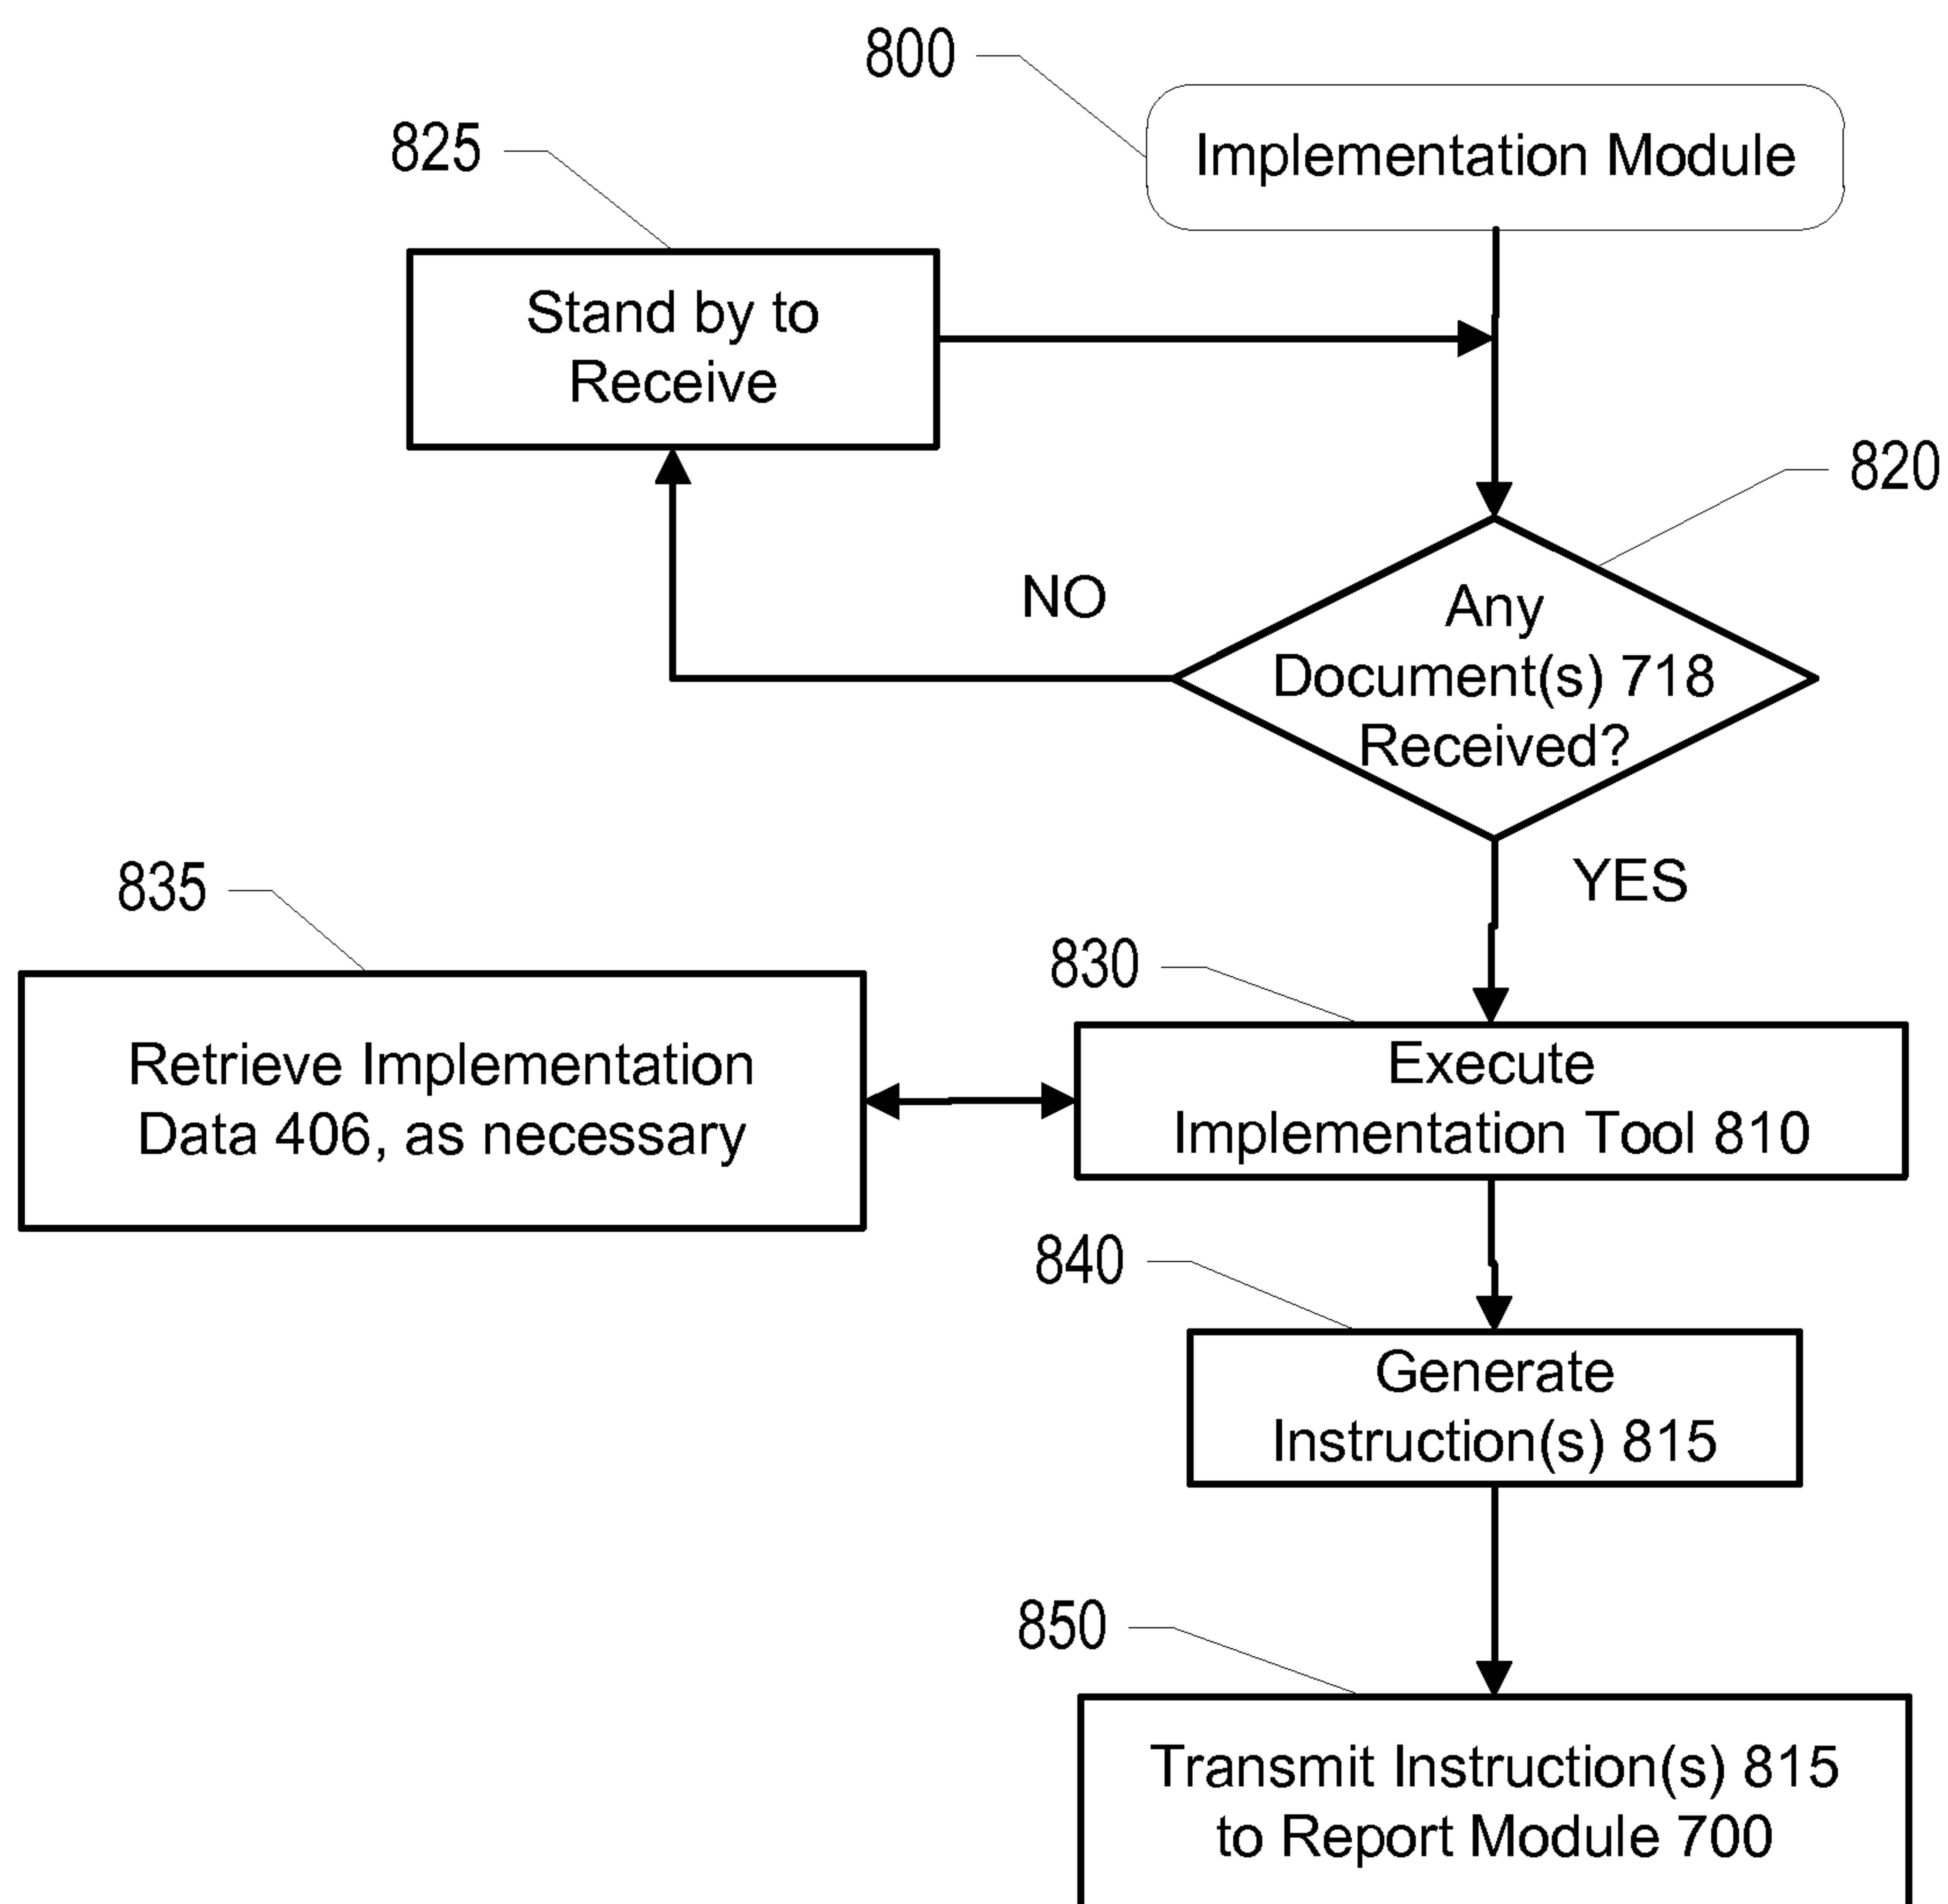 800
Implementation Module
825
Stand by to
Receive
820
NO
Any
Document(s) 718
Received?
YES
835
830
Retrieve Implementation
Data 406, as necessary
Execute
Implementation Tool 810
840
Generate
Instruction(s) 815
850
Transmit Instruction(s) 815
to Report Module 700